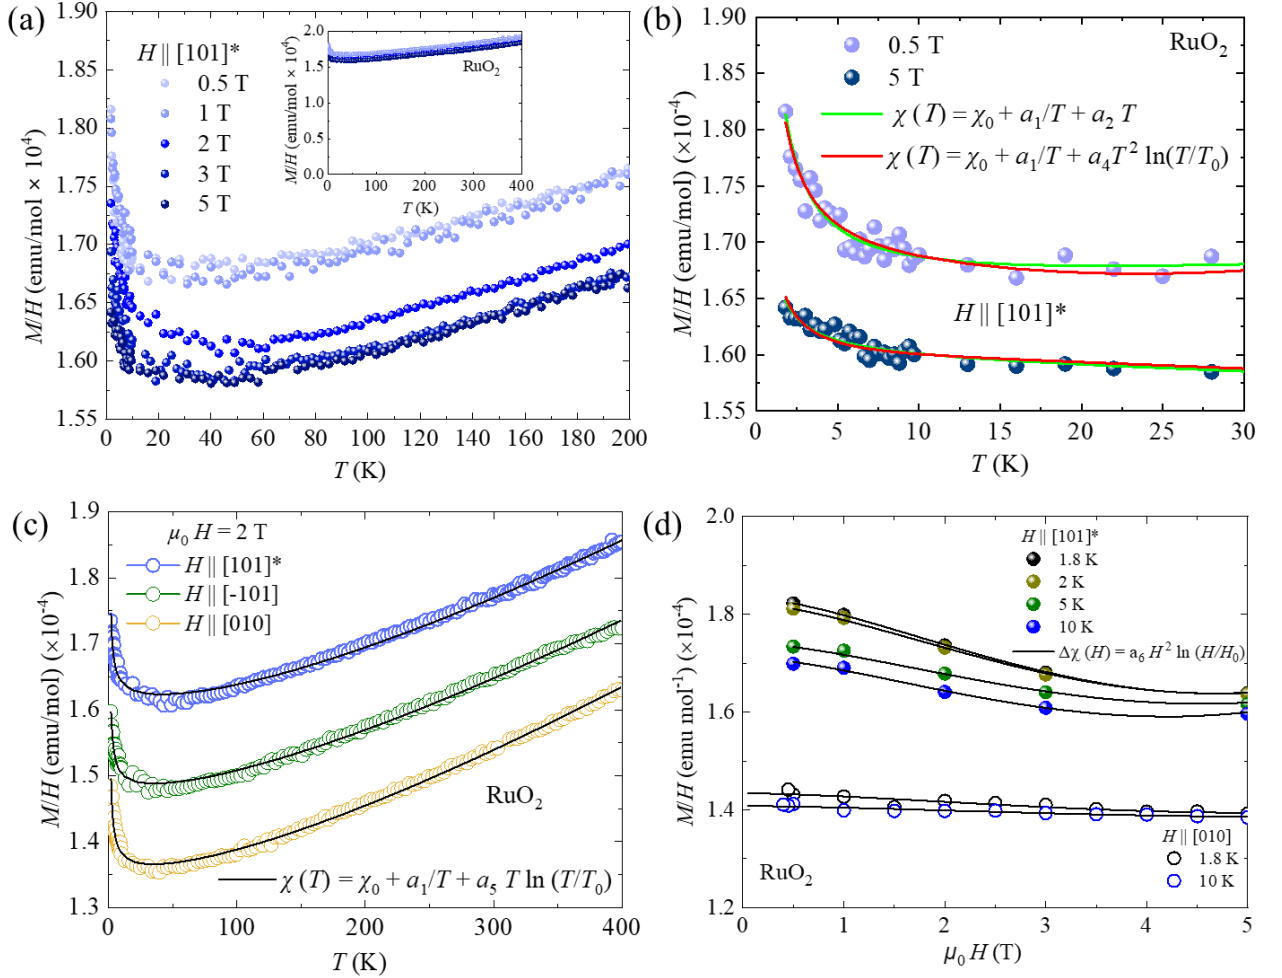 (a)
M/H (emu/mol × 10⁴)
1.90
1.85
1.80
1.75
1.70
1.65
1.60
1.55
H || [101]*
0.5 T
1 T
2 T
3 T
5 T
M/H (emu/mol × 10⁴)
2.0
1.5
1.0
0.5
0.0
RuO₂
0 100 200 300 400
T (K)
0 20 40 60 80 100 120 140 160 180 200
T (K)
(b)
M/H (emu/mol) (×10⁻⁴)
1.90
1.85
1.80
1.75
1.70
1.65
1.60
1.55
0.5 T
5 T
RuO₂
χ (T) = χ₀ + a₁/T + a₂ T
χ (T) = χ₀ + a₁/T + a₄T² ln(T/T₀)
H || [101]*
0 5 10 15 20 25 30
T (K)
(c)
M/H (emu/mol) (×10⁻⁴)
1.9
1.8
1.7
1.6
1.5
1.4
1.3
μ₀ H = 2 T
H || [101]*
H || [-101]
H || [010]
RuO₂
χ (T) = χ₀ + a₁/T + a₅ T ln (T/T₀)
0 100 200 300 400
T (K)
(d)
M/H (emu mol⁻¹) (×10⁻⁴)
2.0
1.8
1.6
1.4
1.2
H || [101]*
1.8 K
2 K
5 K
10 K
Δχ (H) = a₆ H² ln (H/H₀)
RuO₂
H || [010]
1.8 K
10 K
0 1 2 3 4 5
μ₀ H (T)